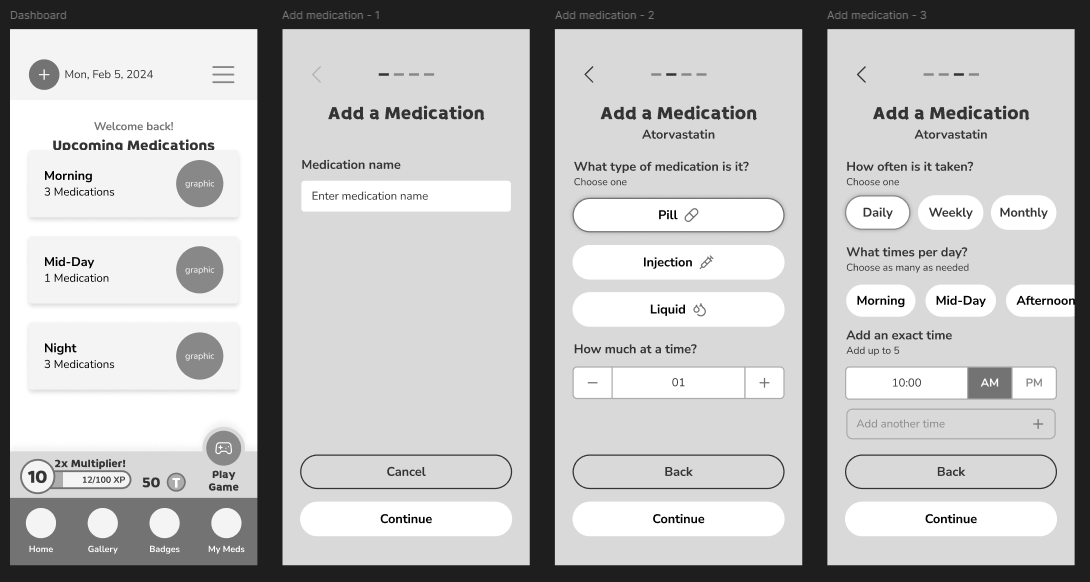 Dashboard
+ Mon, Feb 5, 2024
Welcome back!
Upcoming Medications
Morning
3 Medications
graphic
Mid-Day
1 Medication
graphic
Night
3 Medications
graphic
10
2x Multiplier!
12/100 XP
50 T
Play
Game
Home
Gallery
Badges
My Meds
Add medication - 1
Add a Medication
Medication name
Enter medication name
Cancel
Continue
Add medication - 2
Add a Medication
Atorvastatin
What type of medication is it?
Choose one
Pill
Injection
Liquid
How much at a time?
− 01 +
Back
Continue
Add medication - 3
Add a Medication
Atorvastatin
How often is it taken?
Choose one
Daily
Weekly
Monthly
What times per day?
Choose as many as needed
Morning
Mid-Day
Afternoon
Add an exact time
Add up to 5
10:00 AM PM
Add another time +
Back
Continue